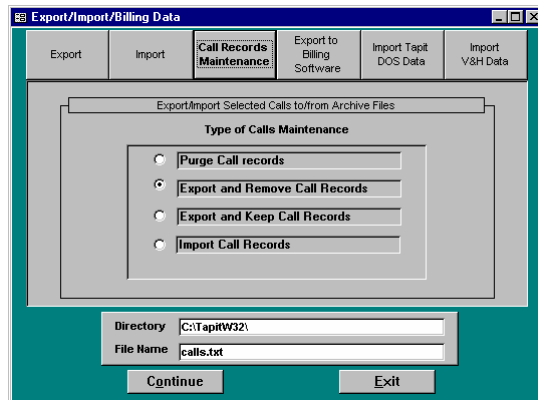 Export/Import/Billing Data
Export
Import
Call Records
Maintenance
Export to
Billing
Software
Import Tapit
DOS Data
Import
V&H Data
Export/Import Selected Calls to/from Archive Files
Type of Calls Maintenance
Purge Call records
Export and Remove Call Records
Export and Keep Call Records
Import Call Records
Directory C:\TapitW32\
File Name calls.txt
Continue Exit